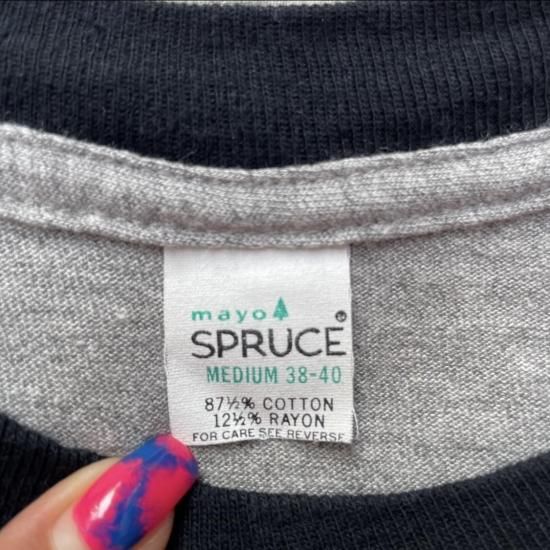 mayo
SPRUCE ®
MEDIUM 38-40
87½% COTTON
12½% RAYON
FOR CARE SEE REVERSE